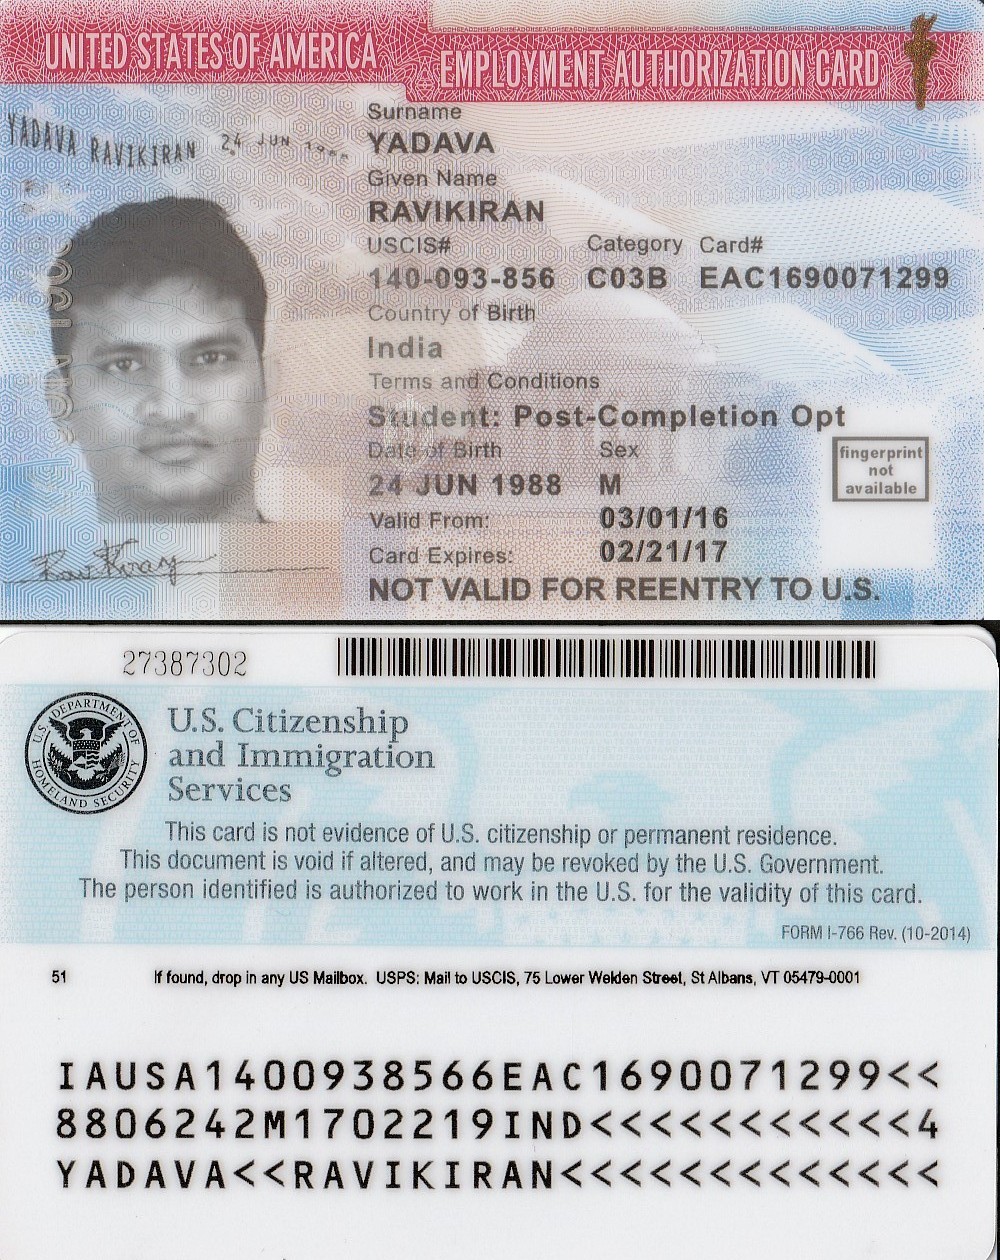 UNITED STATES OF AMERICA
EMPLOYMENT AUTHORIZATION CARD
YADAVA RAVIKIRAN 24 JUN
Surname
YADAVA
Given Name
RAVIKIRAN
USCIS# Category Card#
140-093-856 C03B EAC1690071299
Country of Birth
India
Terms and Conditions
Student: Post-Completion Opt
Date of Birth Sex
24 JUN 1988 M
fingerprint
not
available
Valid From: 03/01/16
Card Expires: 02/21/17
NOT VALID FOR REENTRY TO U.S.
27387302
U.S. DEPARTMENT OF HOMELAND SECURITY
U.S. Citizenship
and Immigration
Services
This card is not evidence of U.S. citizenship or permanent residence.
This document is void if altered, and may be revoked by the U.S. Government.
The person identified is authorized to work in the U.S. for the validity of this card.
FORM I-766 Rev. (10-2014)
51 If found, drop in any US Mailbox. USPS: Mail to USCIS, 75 Lower Welden Street, St Albans, VT 05479-0001
IAUSA1400938566EAC1690071299<<
8806242M1702219IND<<<<<<<<<<<4
YADAVA<<RAVIKIRAN<<<<<<<<<<<<<